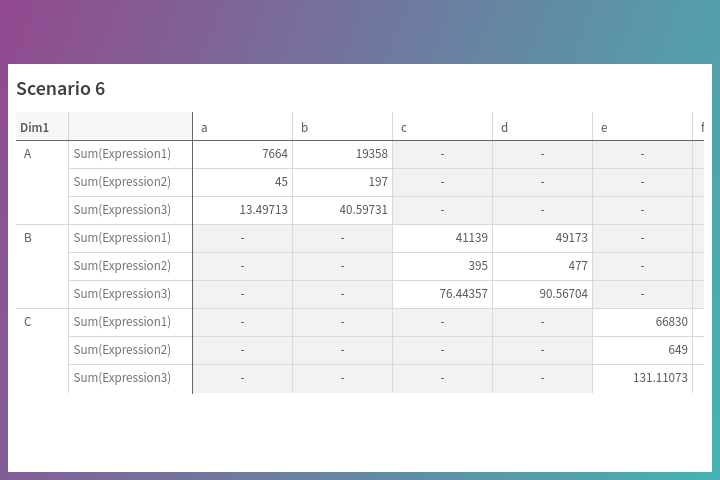 Scenario 6
Dim1 a b c d e f
A Sum(Expression1) 7664 19358 - - -
Sum(Expression2) 45 197 - - -
Sum(Expression3) 13.49713 40.59731 - - -
B Sum(Expression1) - - 41139 49173 -
Sum(Expression2) - - 395 477 -
Sum(Expression3) - - 76.44357 90.56704 -
C Sum(Expression1) - - - - 66830
Sum(Expression2) - - - - 649
Sum(Expression3) - - - - 131.11073